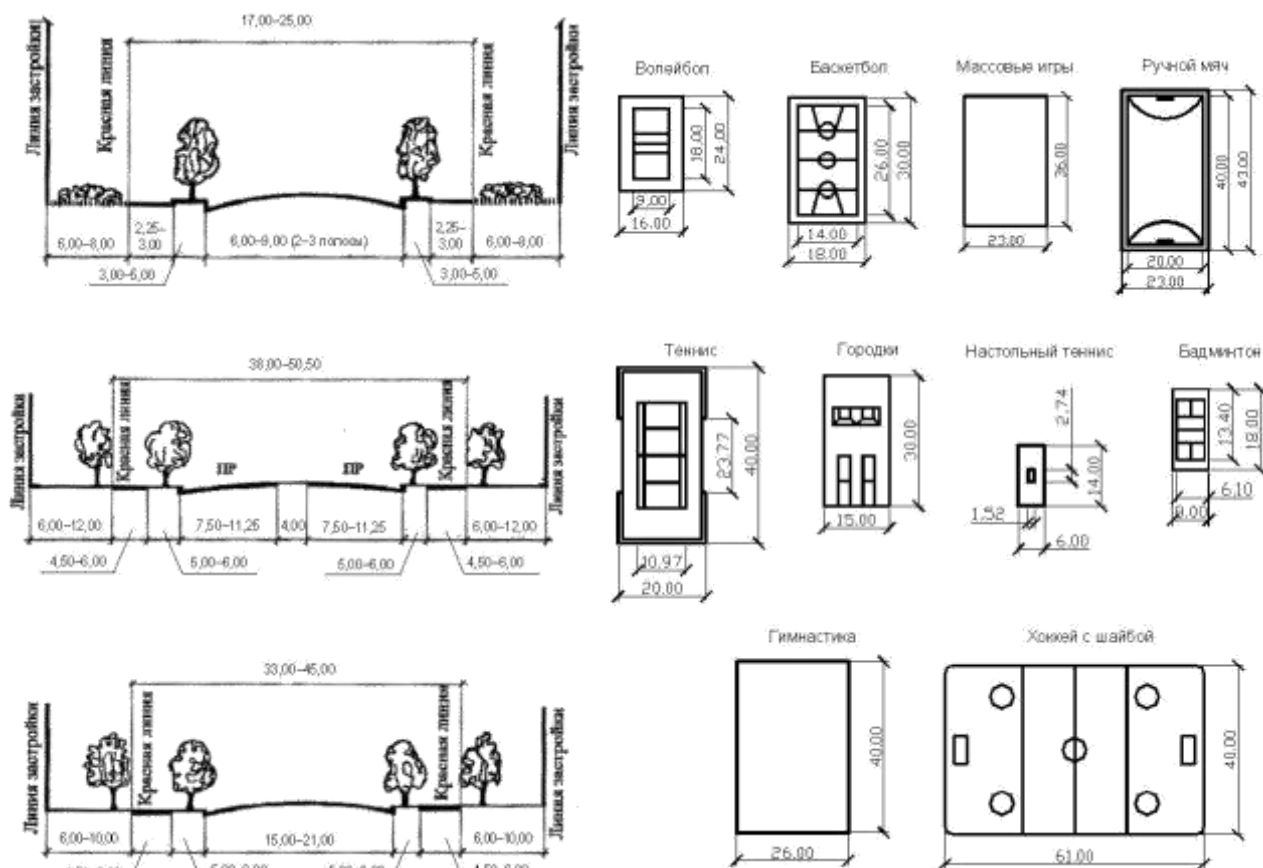 17,00–25,00
Линия застройки
Красная линия
Красная линия
Линия застройки
6,00–8,00
2,25–
3,00
6,00–9,00 (2–3 полосы)
2,25–
3,00
6,00–8,00
3,00–5,00
38,00–50,50
Линия застройки
Красная линия
ПР
ПР
Красная линия
Линия застройки
6,00–12,00
7,50–11,25
4,00
7,50–11,25
6,00–12,00
4,50–6,00
5,00–6,00
5,00–6,00
4,50–6,00
33,00–45,00
Линия застройки
Красная линия
Красная линия
Линия застройки
6,00–10,00
15,00–21,00
6,00–10,00
Волейбол
18.00
24.00
9.00
16.00
Баскетбол
26.00
30.00
14.00
18.00
Массовые игры
36.00
23.00
Ручной мяч
40.00
43.00
20.00
23.00
Теннис
23.77
40.00
10.97
20.00
Городки
30.00
15.00
Настольный теннис
2.74
14.00
1.52
6.00
Бадминтон
13.40
18.00
6.10
Гимнастика
40.00
26.00
Хоккей с шайбой
40.00
61.00